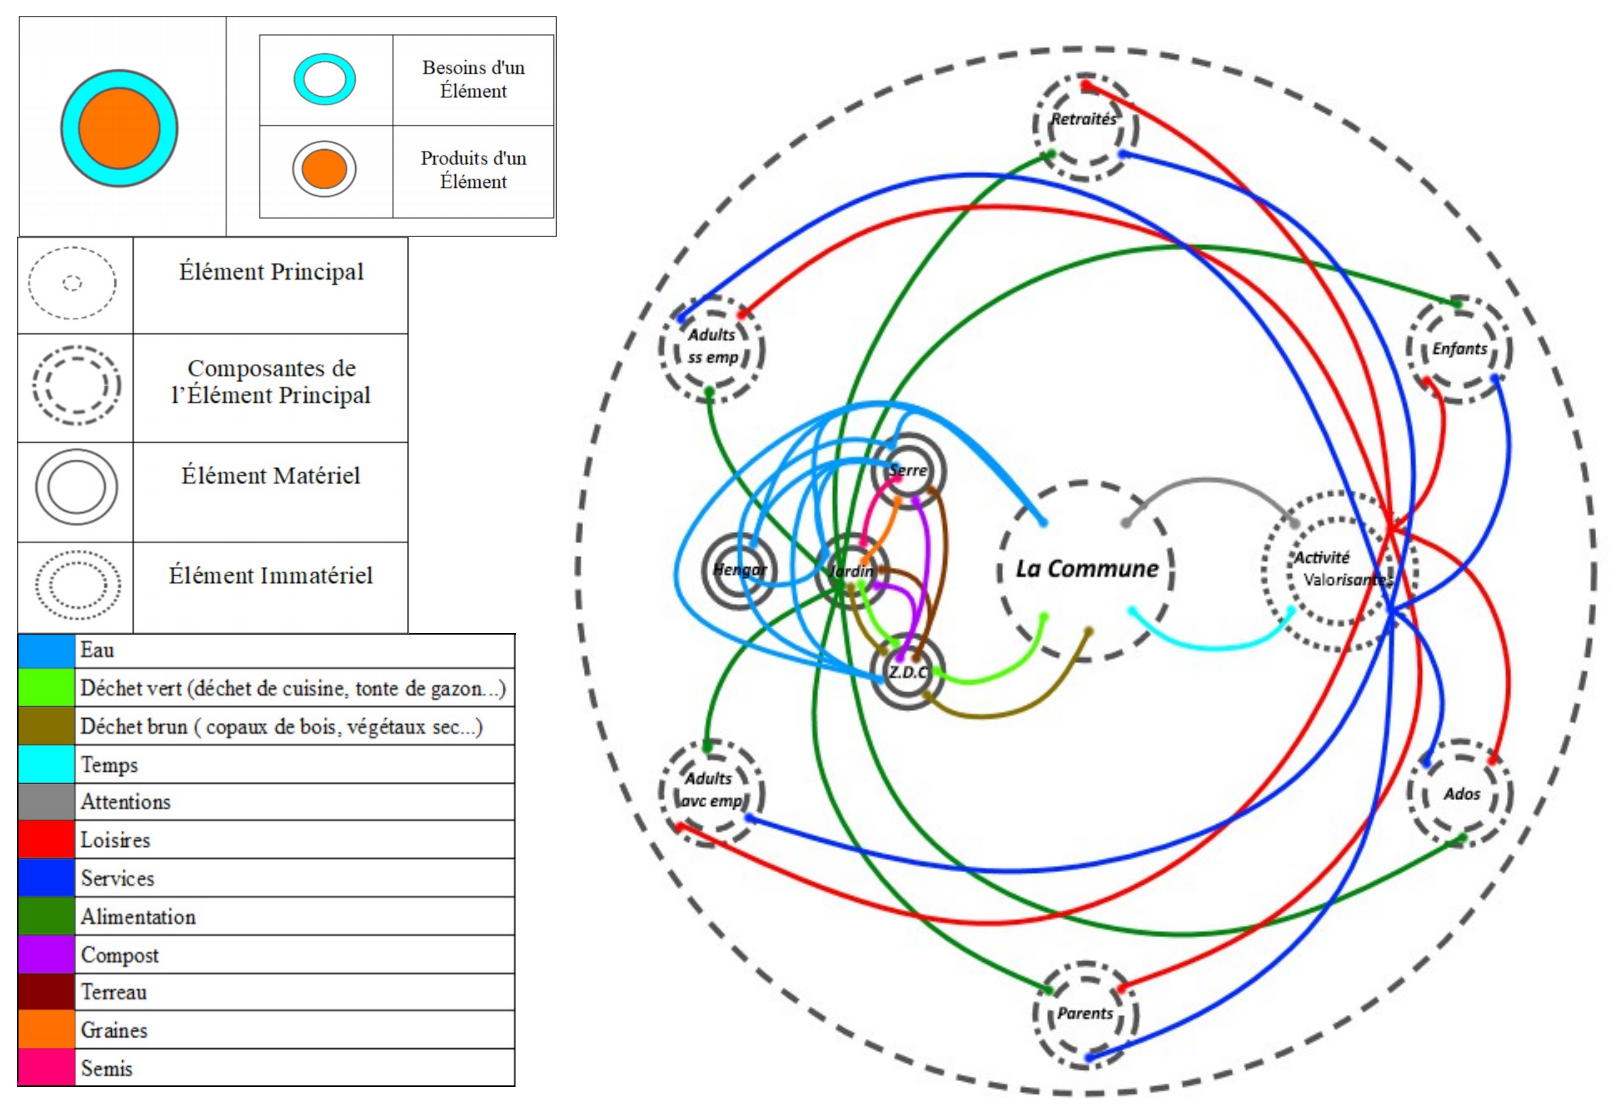 Besoins d'un
Élément
Produits d'un
Élément
Élément Principal
Composantes de
l’Élément Principal
Élément Matériel
Élément Immatériel
Eau
Déchet vert (déchet de cuisine, tonte de gazon...)
Déchet brun ( copaux de bois, végétaux sec...)
Temps
Attentions
Loisires
Services
Alimentation
Compost
Terreau
Graines
Semis
Retraités
Adults
ss emp
Enfants
Serre
Hengar
Jardin
La Commune
Activité
Valorisantes
Z.D.C
Adults
avc emp
Ados
Parents